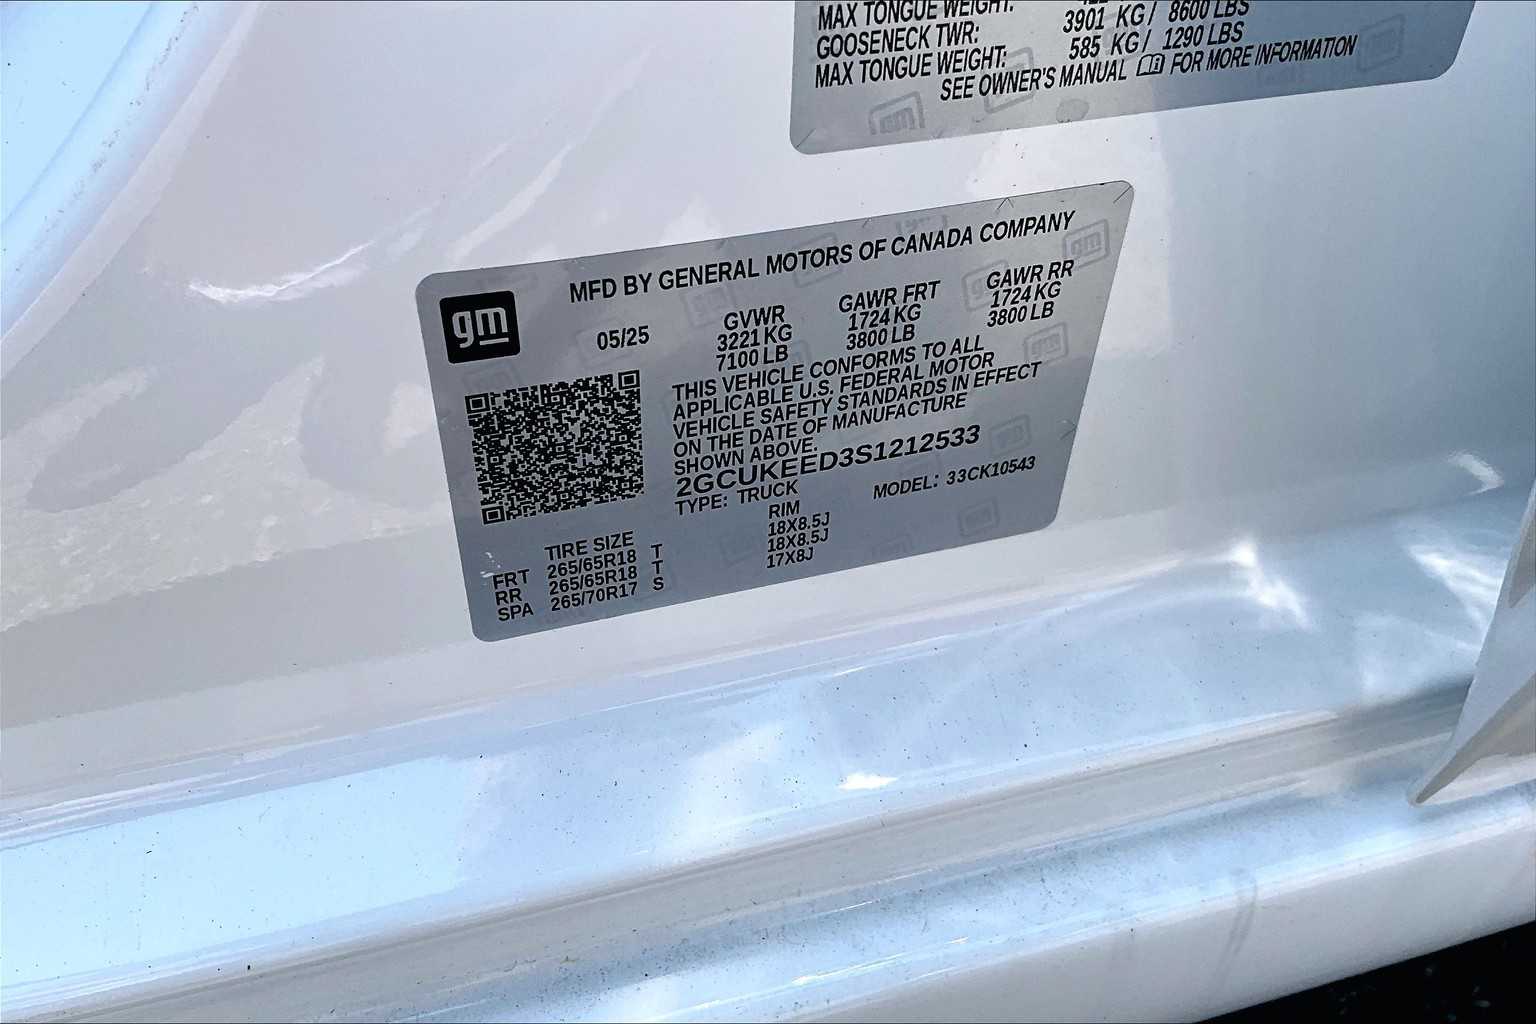 MAX TONGUE WEIGHT:
3901 KG/ 8600 LBS
GOOSENECK TWR:
585 KG/ 1290 LBS
MAX TONGUE WEIGHT:
SEE OWNER'S MANUAL FOR MORE INFORMATION
MFD BY GENERAL MOTORS OF CANADA COMPANY
gm
05/25
GVWR
3221 KG
7100 LB
GAWR FRT
1724 KG
3800 LB
GAWR RR
1724 KG
3800 LB
THIS VEHICLE CONFORMS TO ALL
APPLICABLE U.S. FEDERAL MOTOR
VEHICLE SAFETY STANDARDS IN EFFECT
ON THE DATE OF MANUFACTURE
SHOWN ABOVE.
2GCUKEED3S1212533
TYPE: TRUCK
MODEL: 33CK10543
TIRE SIZE RIM
FRT 265/65R18 T 18X8.5J
RR 265/65R18 T 18X8.5J
SPA 265/70R17 S 17X8J